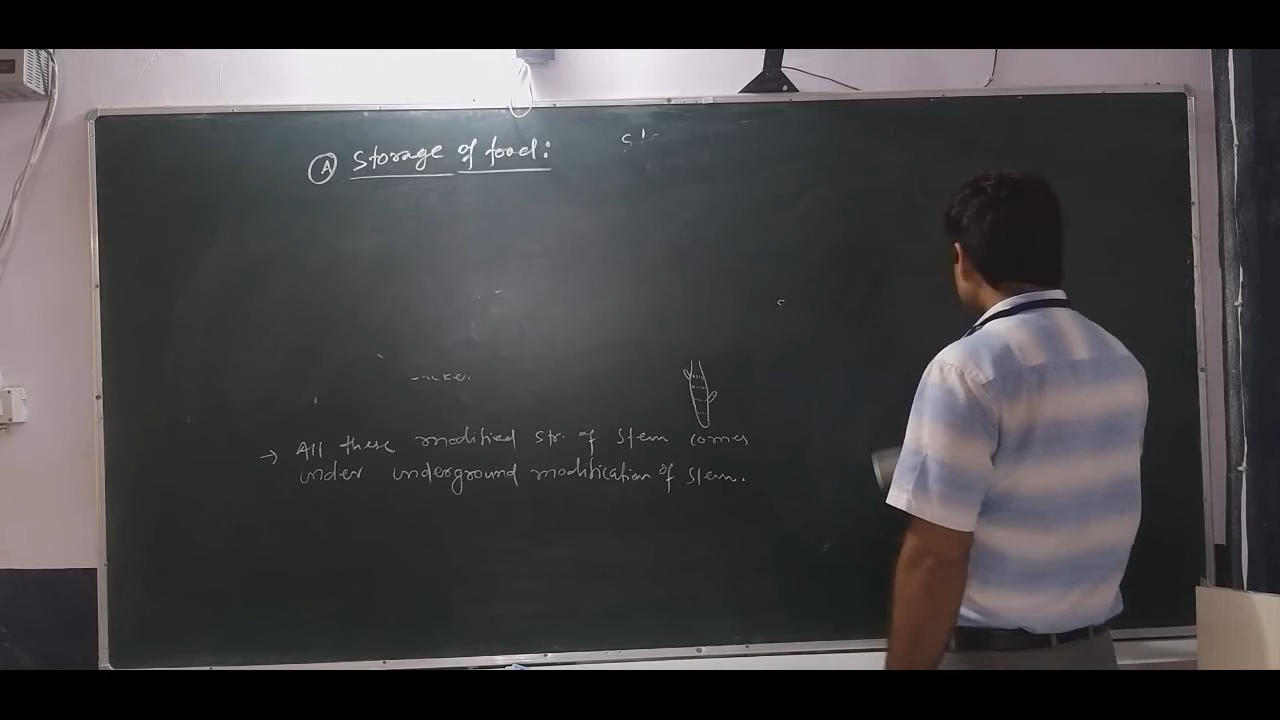 Ⓐ Storage of food:
→ All these modified str. of stem comes
under underground modification of stem.